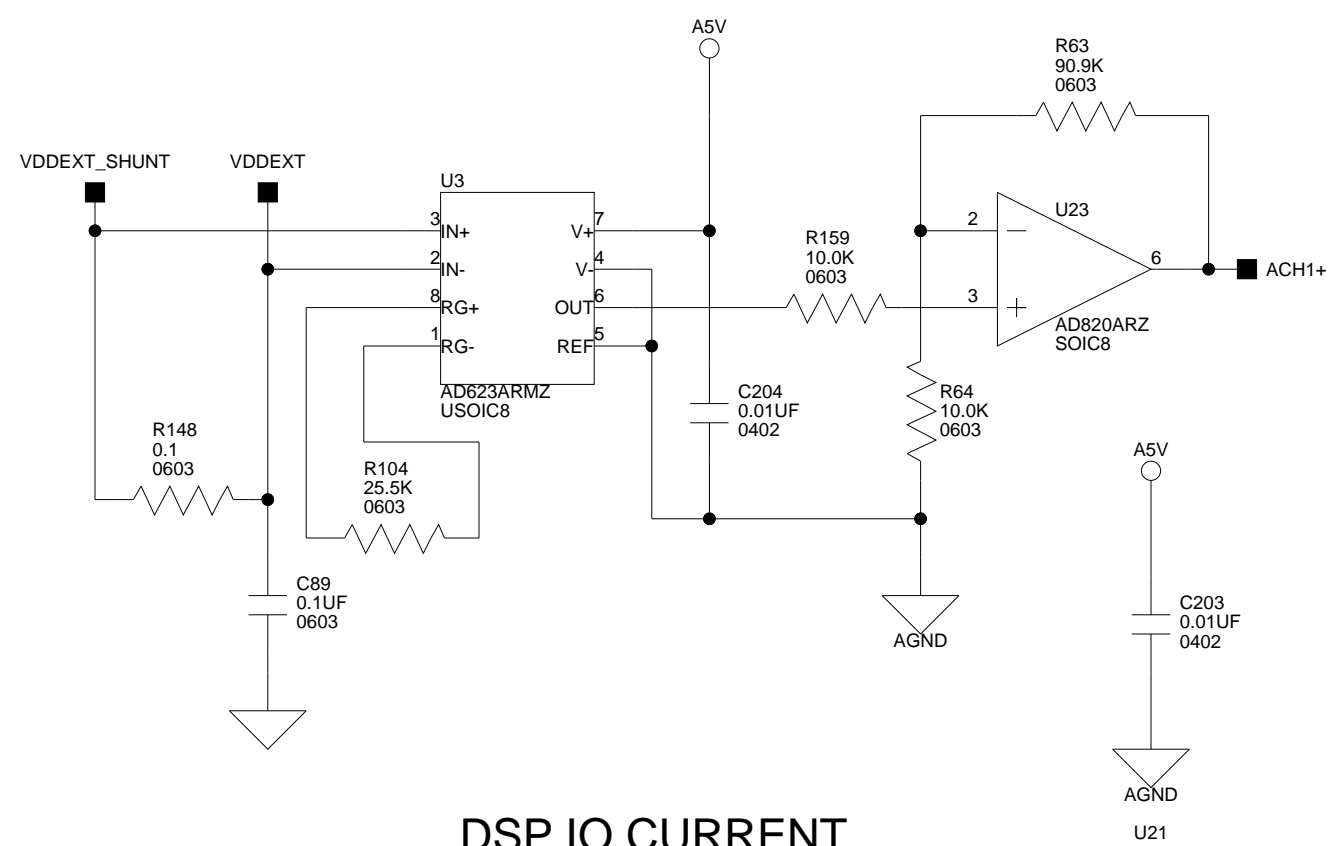 A5V
R63
90.9K
0603
VDDEXT_SHUNT
VDDEXT
U3
3
IN+
V+
7
2
IN-
V-
4
8
RG+
OUT
6
1
RG-
REF
5
AD623ARMZ
USOIC8
R159
10.0K
0603
2
U23
3
6
ACH1+
AD820ARZ
SOIC8
C204
0.01UF
0402
R64
10.0K
0603
R148
0.1
0603
R104
25.5K
0603
A5V
C89
0.1UF
0603
AGND
C203
0.01UF
0402
AGND
DSP IO CURRENT
U21